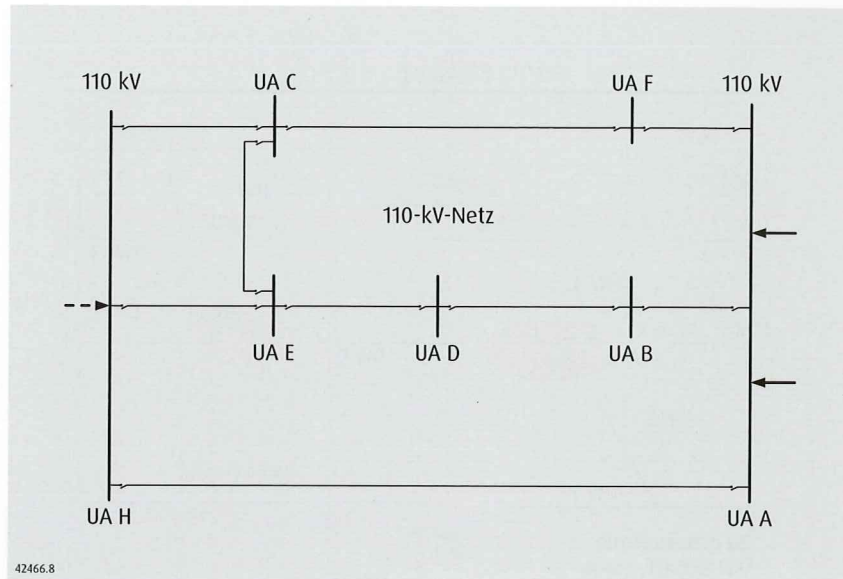 110 kV
UA C
UA F
110 kV
110-kV-Netz
UA E
UA D
UA B
UA H
UA A
42466.8